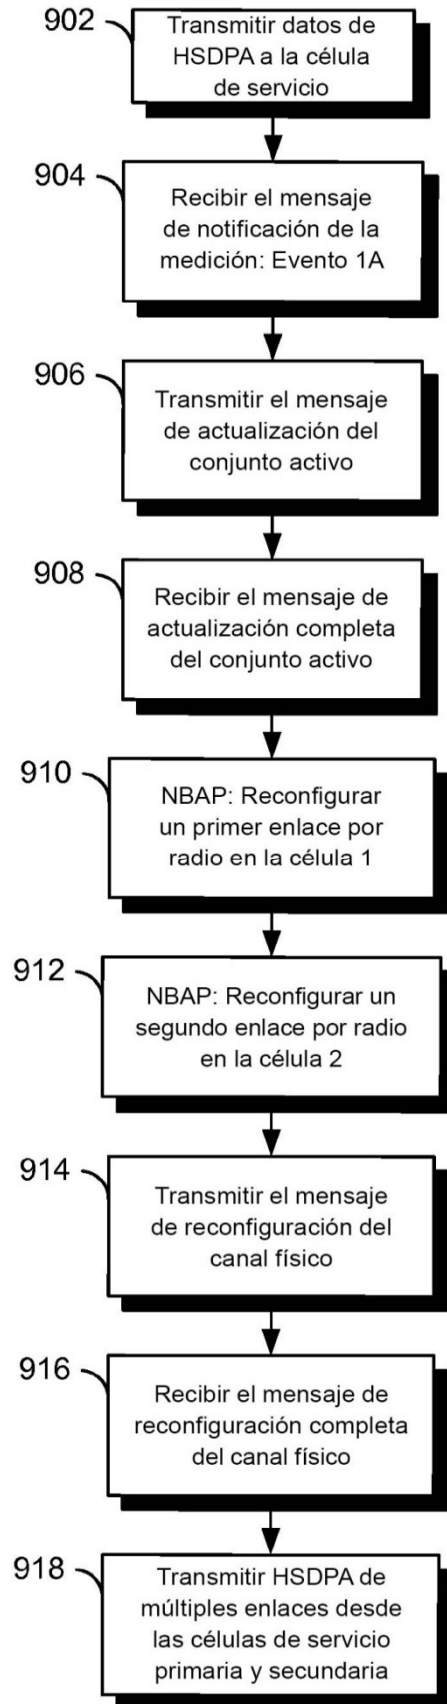 902
Transmitir datos de
HSDPA a la célula
de servicio
904
Recibir el mensaje
de notificación de la
medición: Evento 1A
906
Transmitir el mensaje
de actualización del
conjunto activo
908
Recibir el mensaje de
actualización completa
del conjunto activo
910
NBAP: Reconfigurar
un primer enlace por
radio en la célula 1
912
NBAP: Reconfigurar un
segundo enlace por radio
en la célula 2
914
Transmitir el mensaje
de reconfiguración del
canal físico
916
Recibir el mensaje de
reconfiguración completa
del canal físico
918
Transmitir HSDPA de
múltiples enlaces desde
las células de servicio
primaria y secundaria